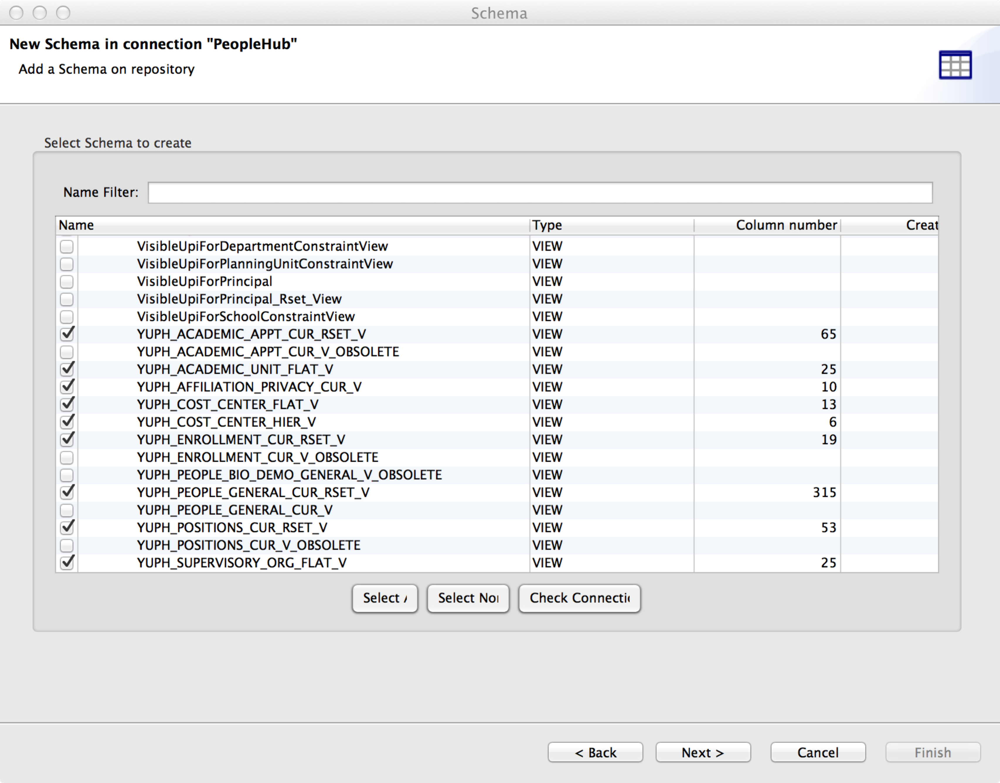 Schema
New Schema in connection "PeopleHub"
Add a Schema on repository
Select Schema to create
Name Filter:
Name Type Column number Creat
VisibleUpiForDepartmentConstraintView VIEW
VisibleUpiForPlanningUnitConstraintView VIEW
VisibleUpiForPrincipal VIEW
VisibleUpiForPrincipal_Rset_View VIEW
VisibleUpiForSchoolConstraintView VIEW
YUPH_ACADEMIC_APPT_CUR_RSET_V VIEW 65
YUPH_ACADEMIC_APPT_CUR_V_OBSOLETE VIEW
YUPH_ACADEMIC_UNIT_FLAT_V VIEW 25
YUPH_AFFILIATION_PRIVACY_CUR_V VIEW 10
YUPH_COST_CENTER_FLAT_V VIEW 13
YUPH_COST_CENTER_HIER_V VIEW 6
YUPH_ENROLLMENT_CUR_RSET_V VIEW 19
YUPH_ENROLLMENT_CUR_V_OBSOLETE VIEW
YUPH_PEOPLE_BIO_DEMO_GENERAL_V_OBSOLETE VIEW
YUPH_PEOPLE_GENERAL_CUR_RSET_V VIEW 315
YUPH_PEOPLE_GENERAL_CUR_V VIEW
YUPH_POSITIONS_CUR_RSET_V VIEW 53
YUPH_POSITIONS_CUR_V_OBSOLETE VIEW
YUPH_SUPERVISORY_ORG_FLAT_V VIEW 25
Select Select Check
< Back Next > Cancel Finish